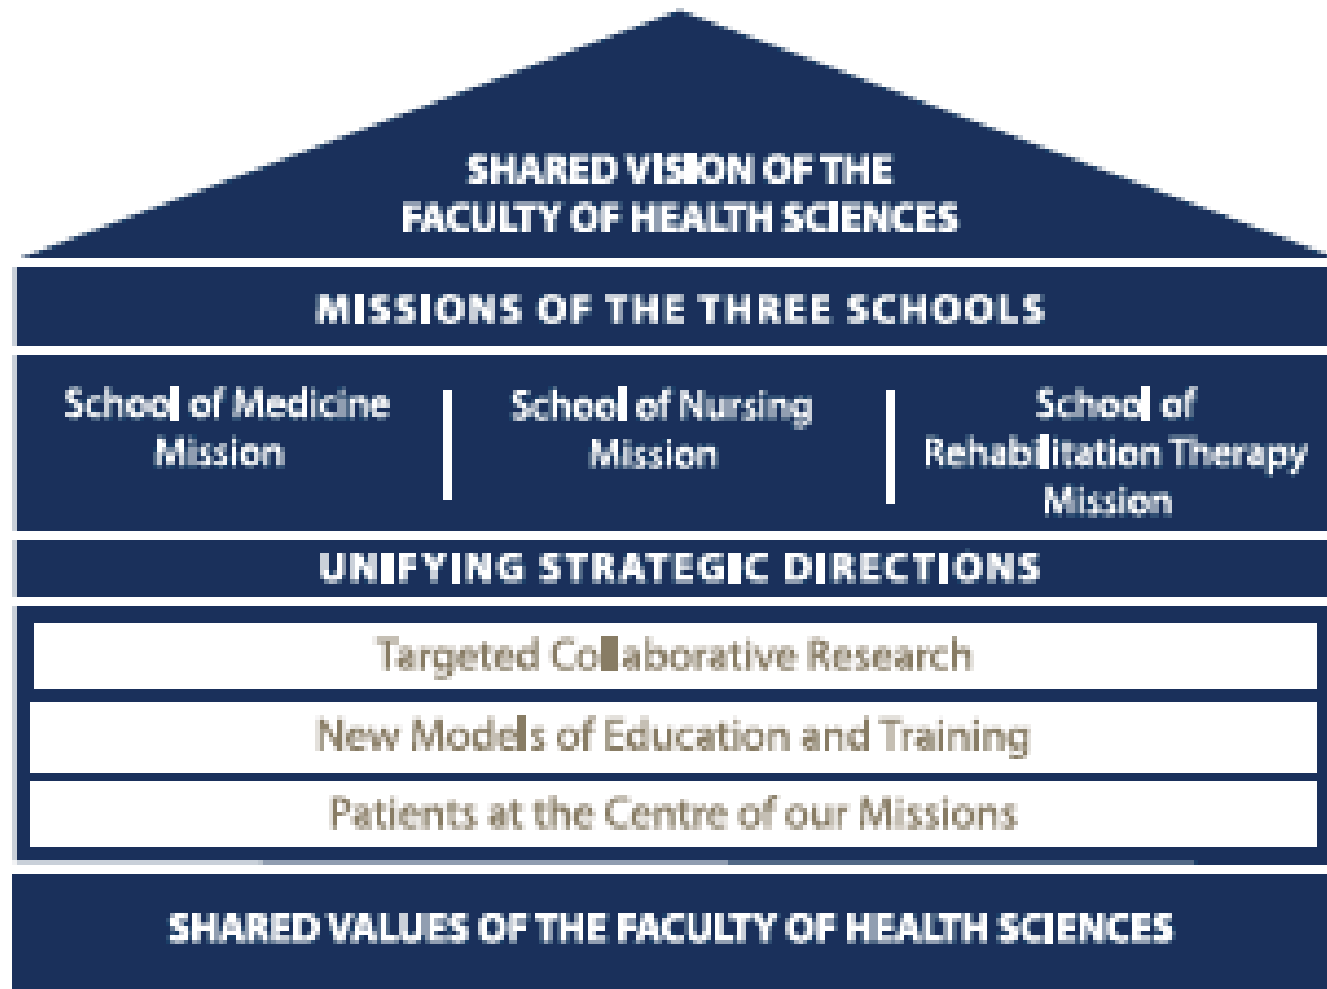 SHARED VISION OF THE
FACULTY OF HEALTH SCIENCES
MISSIONS OF THE THREE SCHOOLS
School of Medicine
Mission
School of Nursing
Mission
School of
Rehabilitation Therapy
Mission
UNIFYING STRATEGIC DIRECTIONS
Targeted Collaborative Research
New Models of Education and Training
Patients at the Centre of our Missions
SHARED VALUES OF THE FACULTY OF HEALTH SCIENCES